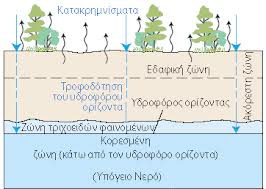 Κατακρημνίσματα
Εδαφική ζώνη
Ακόρεστη ζώνη
Τροφοδότηση
του υδροφόρου
ορίζοντα
Υδροφόρος ορίζοντας
Ζώνη τριχοειδών φαινομένων
Κορεσμένη
ζώνη (κάτω από τον υδροφόρο ορίζοντα)
(Υπόγειο Νερό)